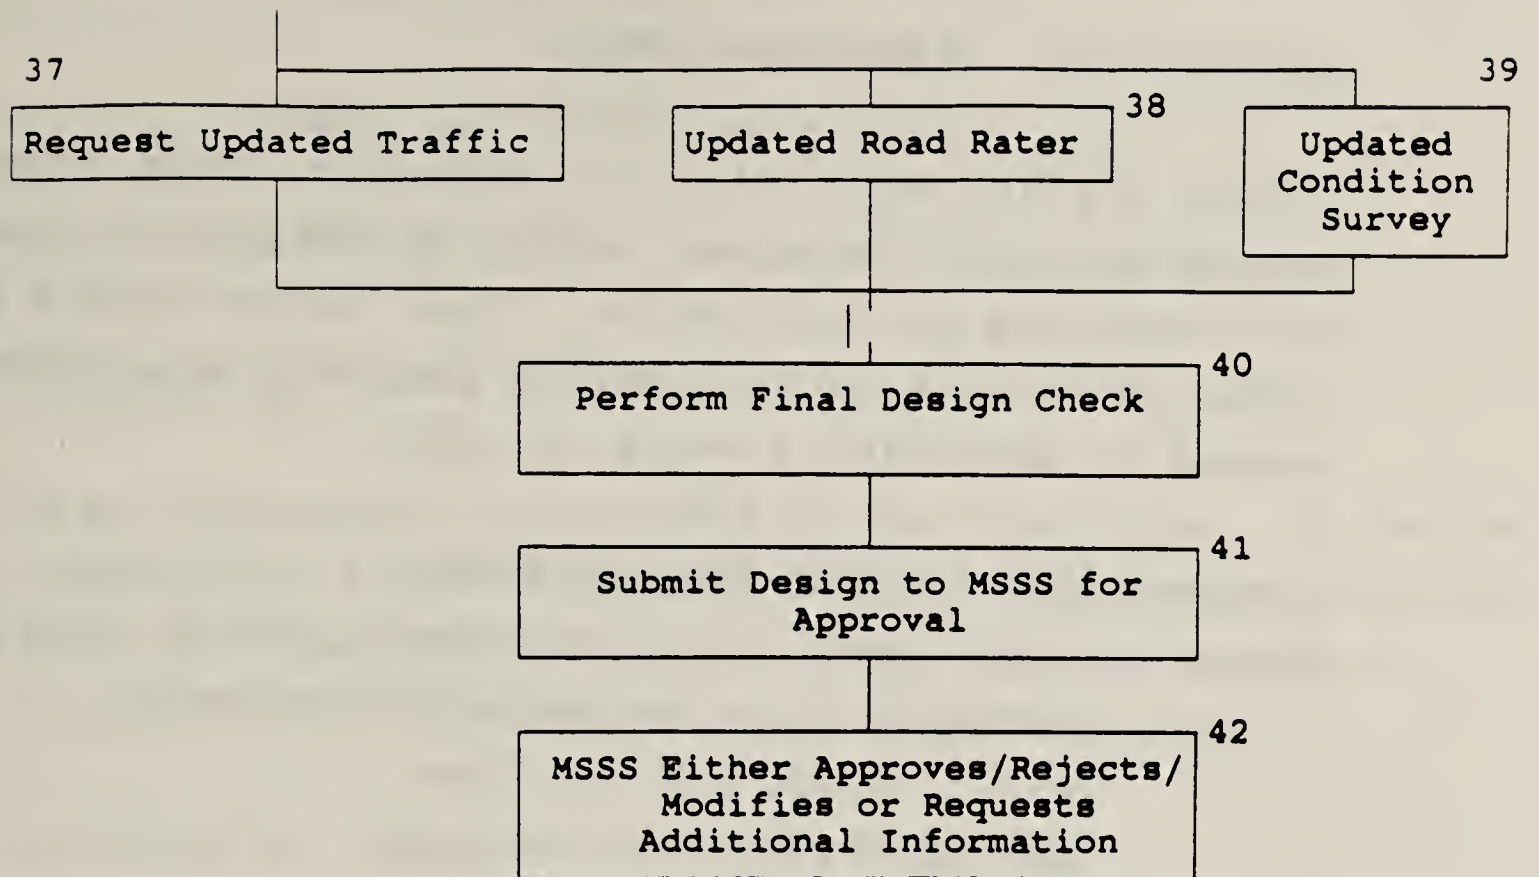 37
39
38
Request Updated Traffic
Updated Road Rater
Updated
Condition
Survey
40
Perform Final Design Check
41
Submit Design to MSSS for
Approval
42
MSSS Either Approves/Rejects/
Modifies or Requests
Additional Information